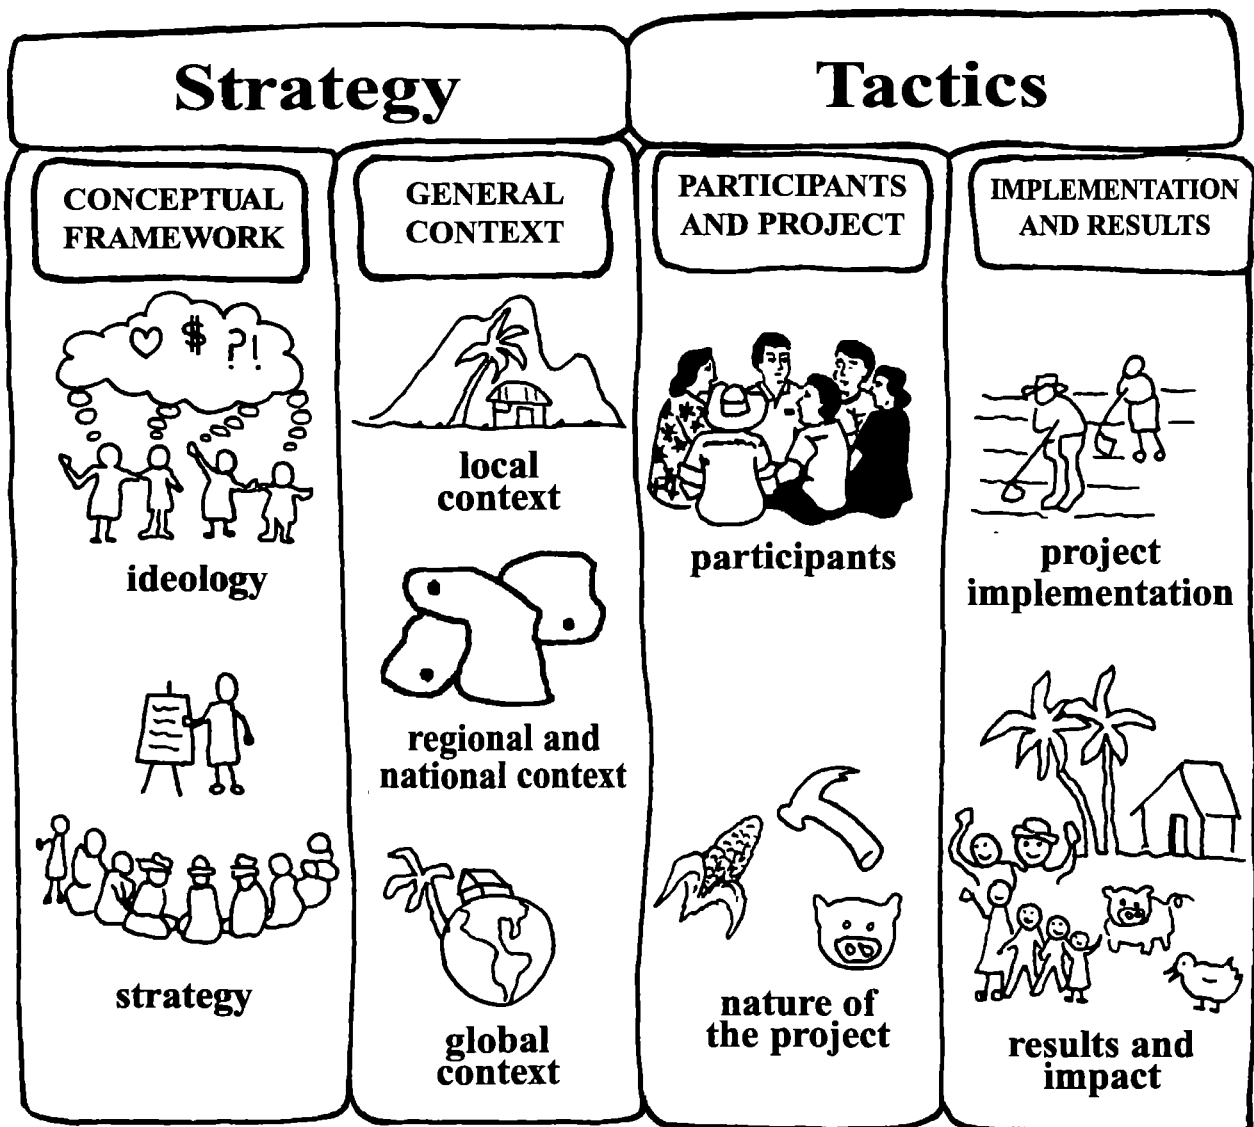 Strategy
Tactics
CONCEPTUAL
FRAMEWORK
GENERAL
CONTEXT
PARTICIPANTS
AND PROJECT
IMPLEMENTATION
AND RESULTS
$ ?!
ideology
strategy
local
context
regional and
national context
global
context
participants
nature of
the project
project
implementation
results and
impact